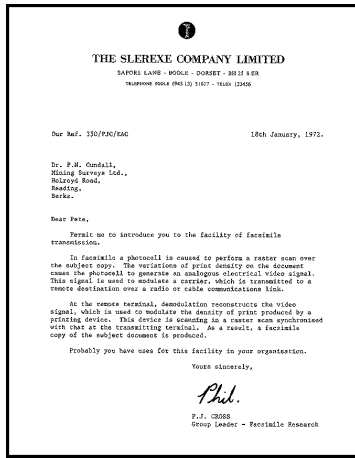 THE SLEREXE COMPANY LIMITED
SAPORS LANE - BOOLE - DORSET - BH 25 8 ER
TELEPHONE BOOLE (945 13) 51617 - TELEX 123456
Our Ref. 350/PJC/EAC
18th January, 1972.
Dr. P.N. Cundall,
Mining Surveys Ltd.,
Holroyd Road,
Reading,
Berks.
Dear Pete,
Permit me to introduce you to the facility of facsimile
transmission.
In facsimile a photocell is caused to perform a raster scan over
the subject copy. The variations of print density on the document
cause the photocell to generate an analogous electrical video signal.
This signal is used to modulate a carrier, which is transmitted to a
remote destination over a radio or cable communications link.
At the remote terminal, demodulation reconstructs the video
signal, which is used to modulate the density of print produced by a
printing device. This device is scanning in a raster scan synchronised
with that at the transmitting terminal. As a result, a facsimile
copy of the subject document is produced.
Probably you have uses for this facility in your organisation.
Yours sincerely,
Phil.
P.J. CROSS
Group Leader - Facsimile Research